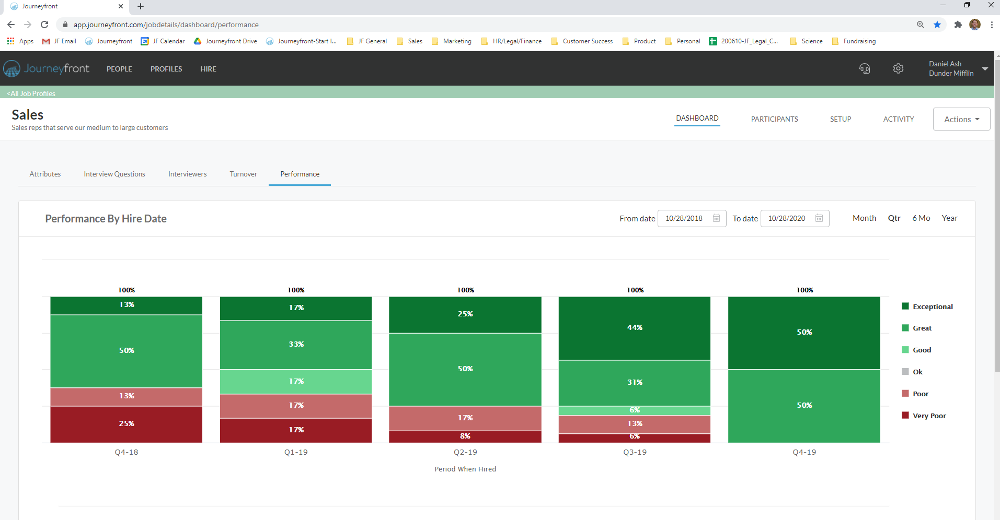 Journeyfront
app.journeyfront.com/jobdetails/dashboard/performance
Apps JF Email Journeyfront 28 JF Calendar Journeyfront Drive Journeyfront-Start I... JF General Sales Marketing HR/Legal/Finance Customer Success Product Personal 200610-JF_Legal_C... Science Fundraising
Journeyfront PEOPLE PROFILES HIRE
Daniel Ash
Dunder Mifflin
<All Job Profiles
Sales
Sales reps that serve our medium to large customers
DASHBOARD PARTICIPANTS SETUP ACTIVITY Actions
Attributes Interview Questions Interviewers Turnover Performance
Performance By Hire Date
From date 10/28/2018 To date 10/28/2020 Month Qtr 6 Mo Year
100% 100% 100% 100% 100%
13% 17% 25% 44% 50%
50% 33% 50% 31% 50%
17% 6%
13% 17% 17% 13%
25% 17% 8% 6%
Q4-18 Q1-19 Q2-19 Q3-19 Q4-19
Period When Hired
Exceptional
Great
Good
Ok
Poor
Very Poor